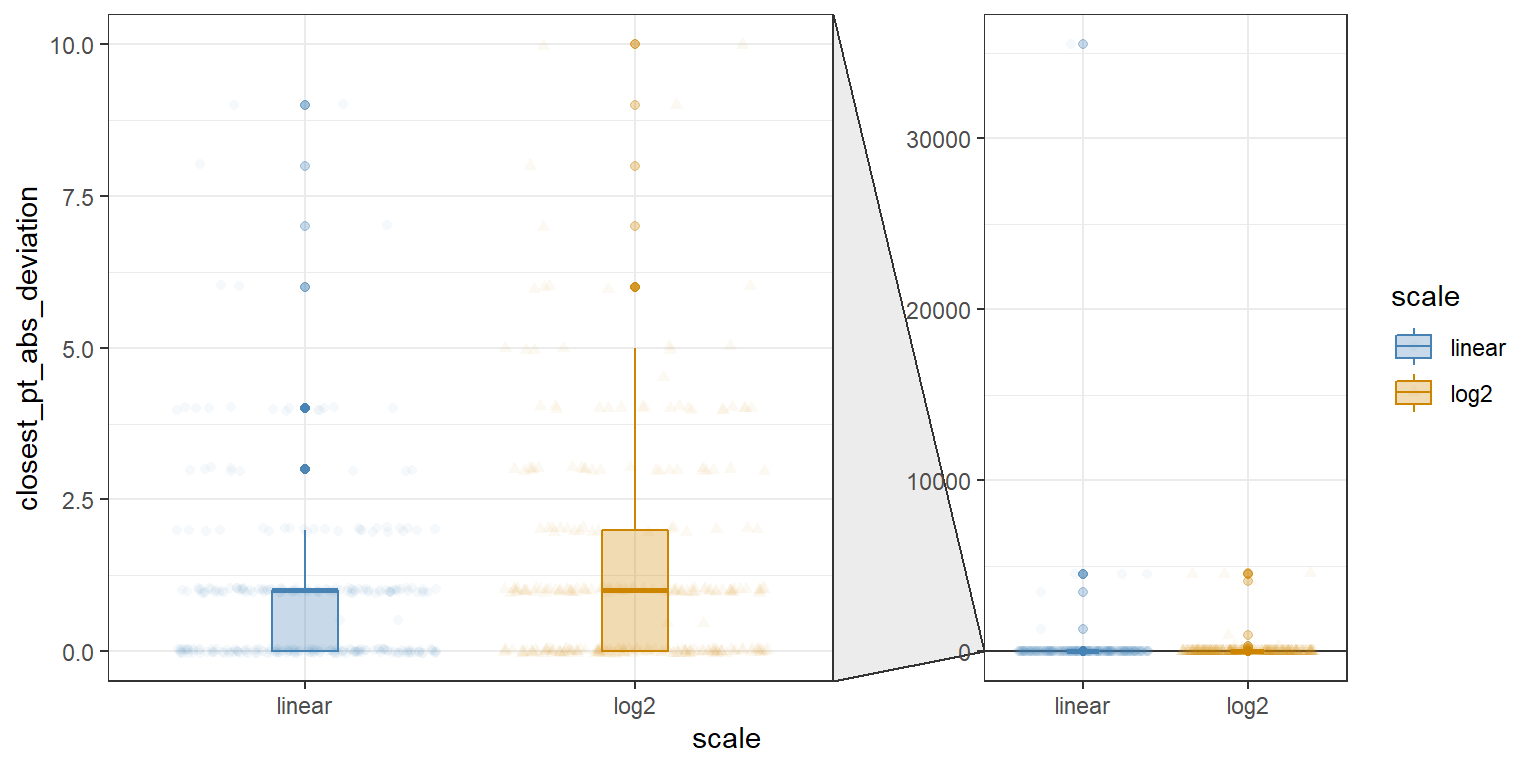 closest_pt_abs_deviation
10.0
7.5
5.0
2.5
0.0
linear
log2
30000
20000
10000
0
linear
log2
scale
scale
linear
log2